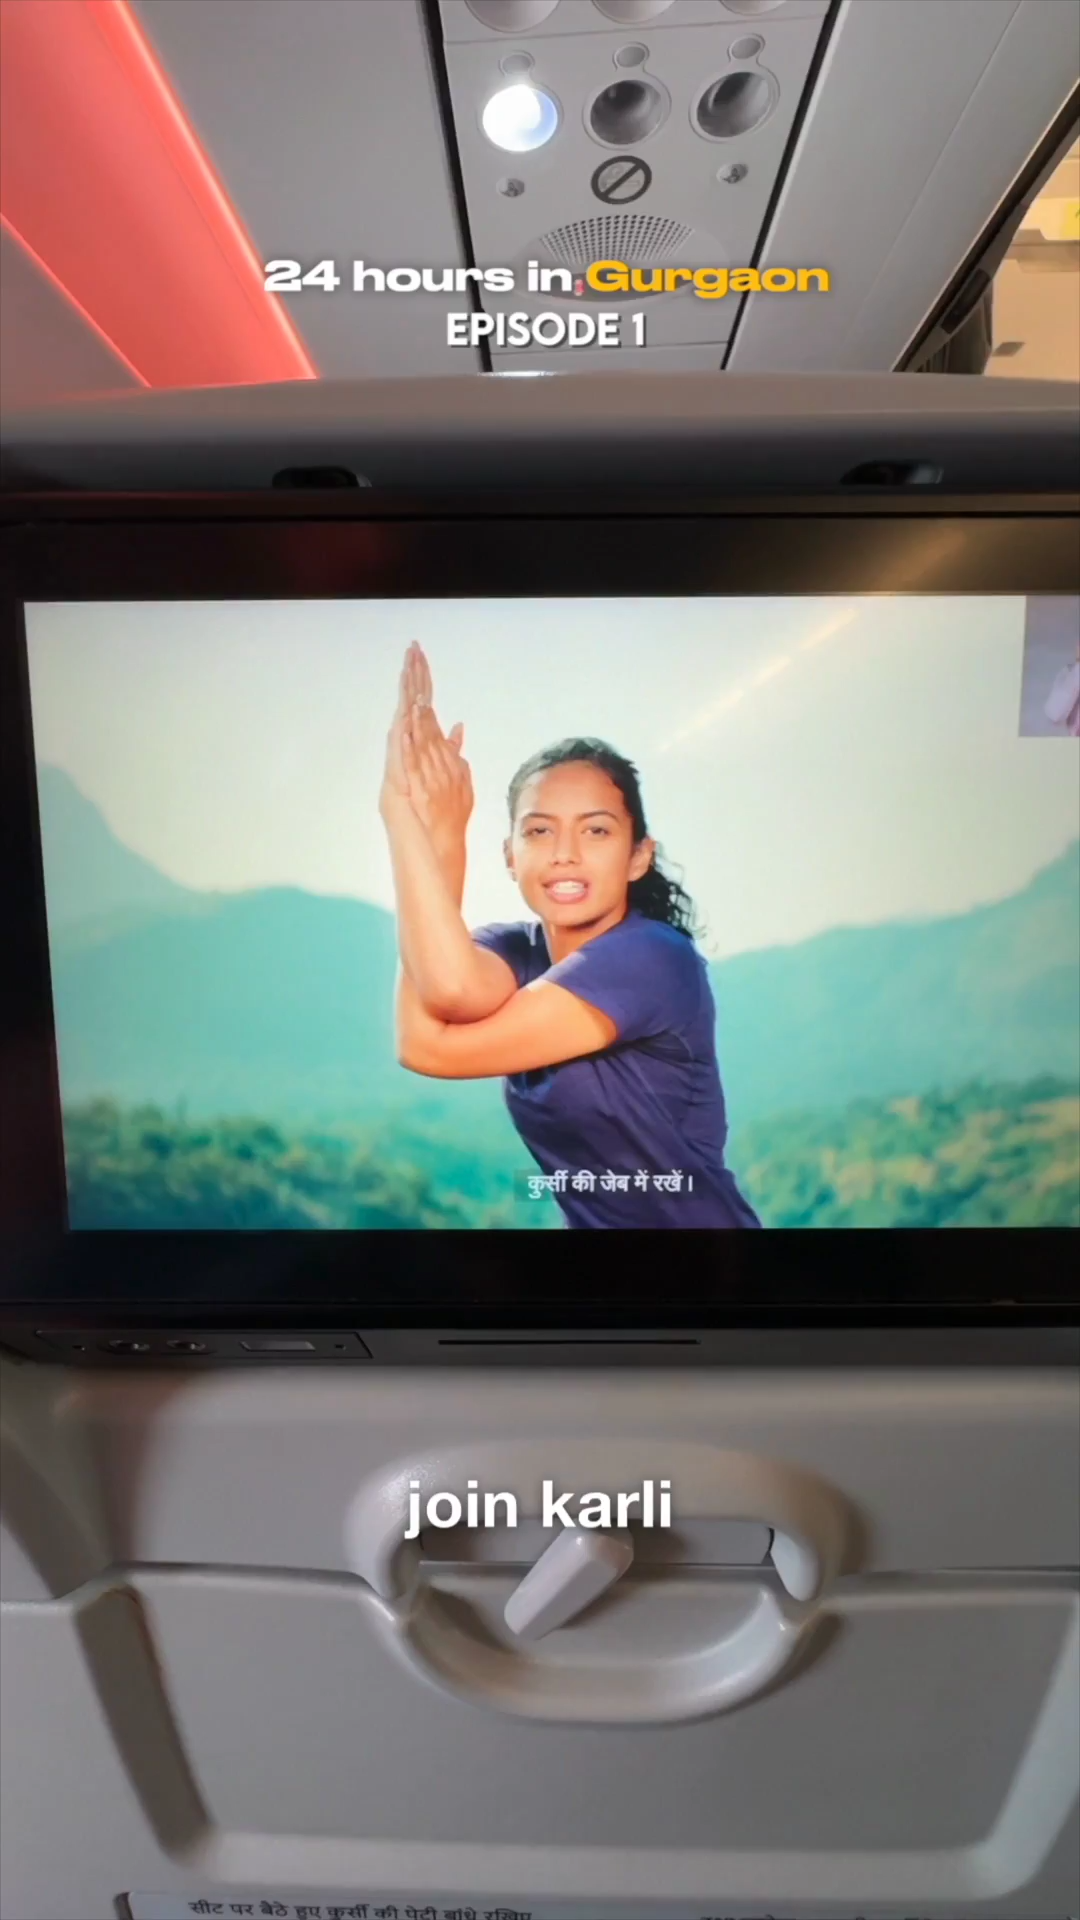 24 hours in Gurgaon
EPISODE 1
कुर्सी की जेब में रखें।
join karli
सीट पर बैठे हुए कुर्सी की पेटी बांधे रखिए